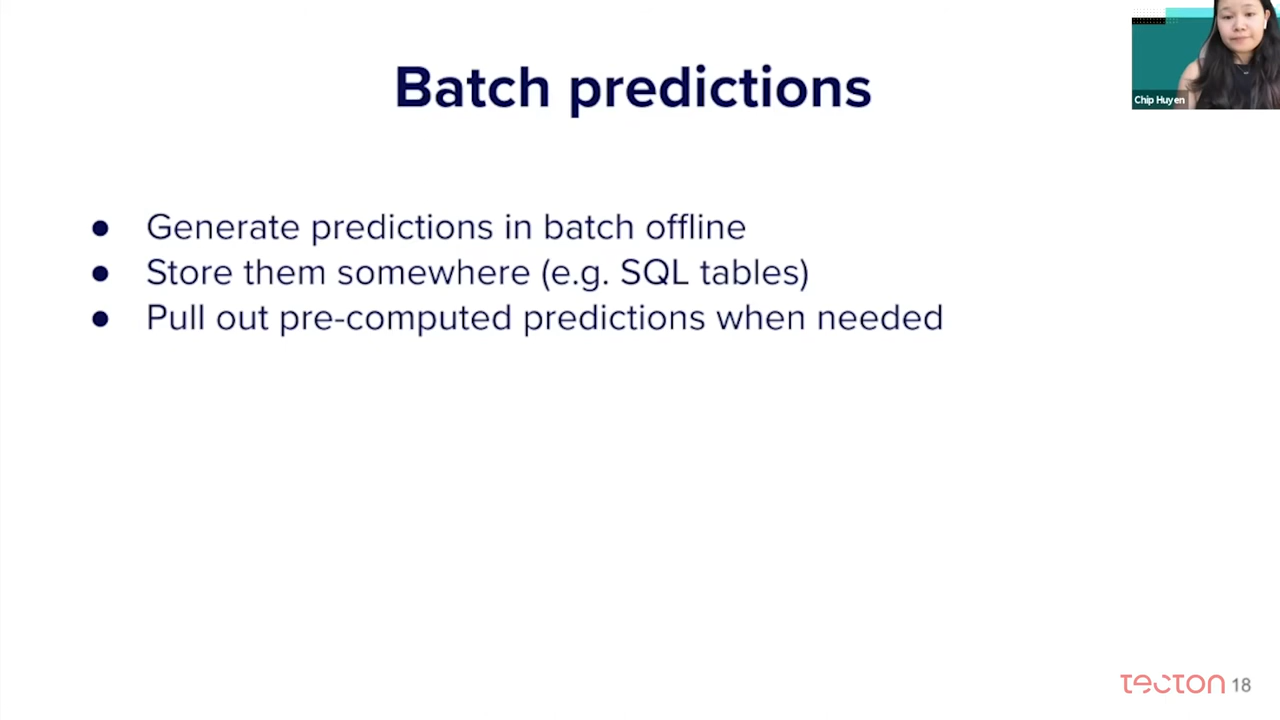 Batch predictions
Chip Huyen
● Generate predictions in batch offline
● Store them somewhere (e.g. SQL tables)
● Pull out pre-computed predictions when needed
tecton 18